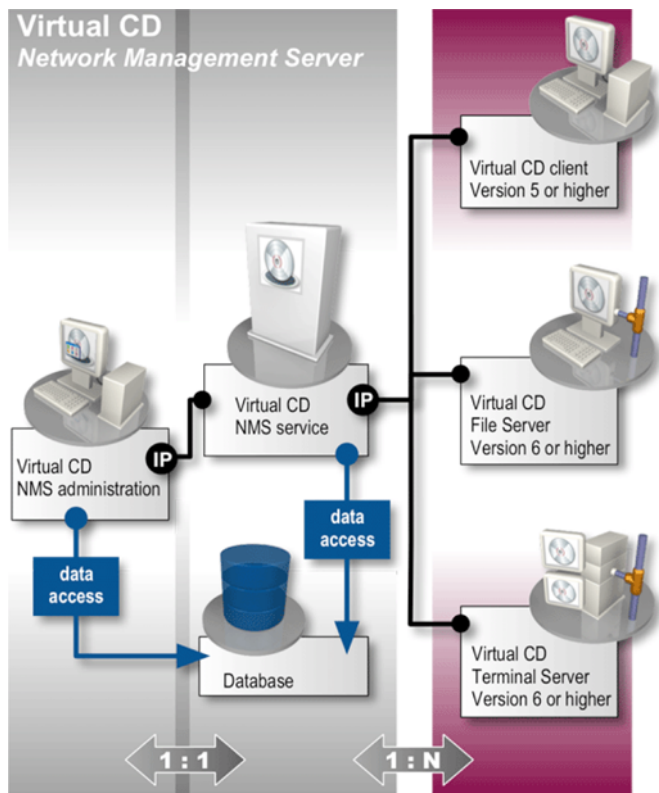 Virtual CD
Network Management Server
Virtual CD client
Version 5 or higher
Virtual CD
File Server
Version 6 or higher
Virtual CD
Terminal Server
Version 6 or higher
Virtual CD
NMS service
IP
Virtual CD
NMS administration
IP
data
access
data
access
Database
1 : 1
1 : N